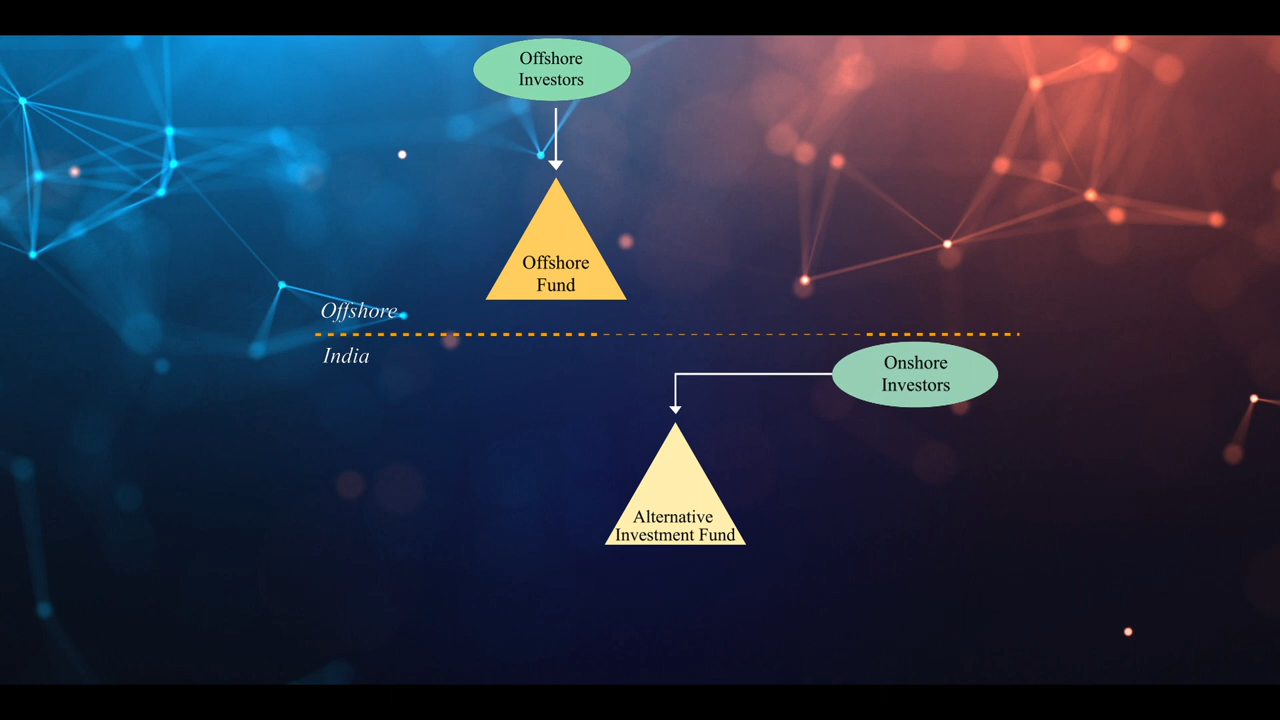 Offshore
Investors
Offshore
Fund
Offshore
India
Onshore
Investors
Alternative
Investment Fund